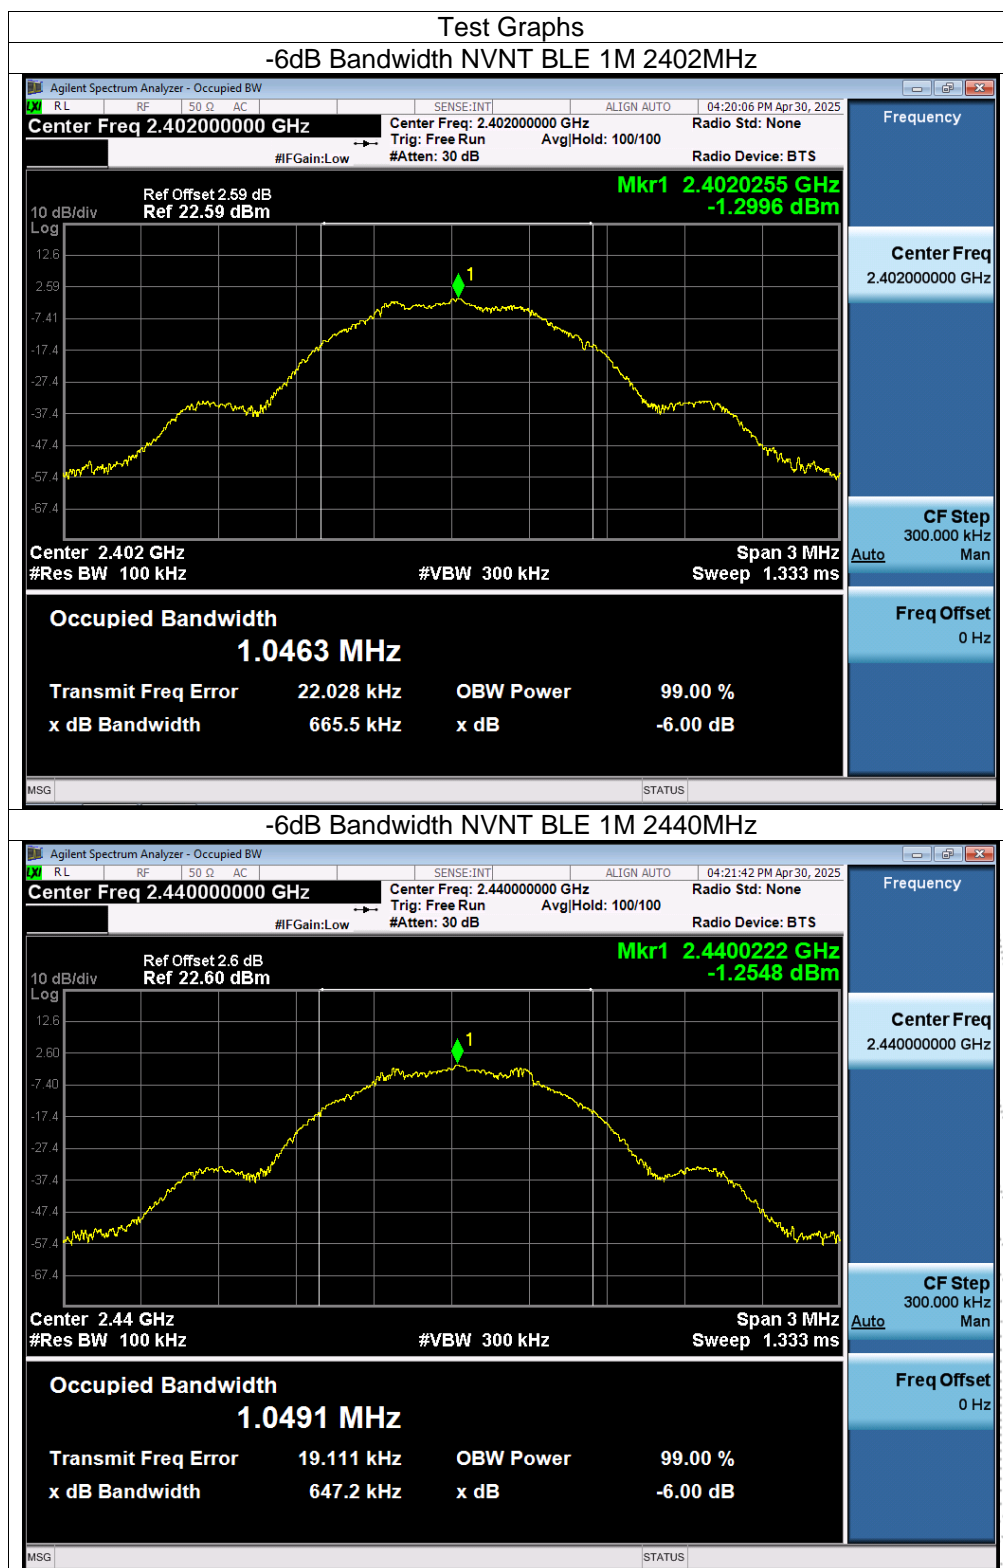 Test Graphs
-6dB Bandwidth NVNT BLE 1M 2402MHz
Agilent Spectrum Analyzer - Occupied BW
LXI RL RF 50 Ω AC SENSE:INT ALIGN AUTO 04:20:06 PM Apr 30, 2025
Center Freq 2.402000000 GHz
Center Freq: 2.402000000 GHz Radio Std: None
Trig: Free Run Avg|Hold: 100/100
#IFGain:Low #Atten: 30 dB Radio Device: BTS
Frequency
Mkr1 2.4020255 GHz
-1.2996 dBm
Ref Offset 2.59 dB
10 dB/div Ref 22.59 dBm
Log
12.6
2.59
-7.41
-17.4
-27.4
-37.4
-47.4
-57.4
-67.4
1
Center 2.402 GHz Span 3 MHz
#Res BW 100 kHz #VBW 300 kHz Sweep 1.333 ms
Center Freq
2.402000000 GHz
CF Step
300.000 kHz
Auto Man
Freq Offset
0 Hz
Occupied Bandwidth
1.0463 MHz
Transmit Freq Error 22.028 kHz OBW Power 99.00 %
x dB Bandwidth 665.5 kHz x dB -6.00 dB
MSG STATUS
-6dB Bandwidth NVNT BLE 1M 2440MHz
Agilent Spectrum Analyzer - Occupied BW
LXI RL RF 50 Ω AC SENSE:INT ALIGN AUTO 04:21:42 PM Apr 30, 2025
Center Freq 2.440000000 GHz
Center Freq: 2.440000000 GHz Radio Std: None
Trig: Free Run Avg|Hold: 100/100
#IFGain:Low #Atten: 30 dB Radio Device: BTS
Frequency
Mkr1 2.4400222 GHz
-1.2548 dBm
Ref Offset 2.6 dB
10 dB/div Ref 22.60 dBm
Log
12.6
2.60
-7.40
-17.4
-27.4
-37.4
-47.4
-57.4
-67.4
1
Center 2.44 GHz Span 3 MHz
#Res BW 100 kHz #VBW 300 kHz Sweep 1.333 ms
Center Freq
2.440000000 GHz
CF Step
300.000 kHz
Auto Man
Freq Offset
0 Hz
Occupied Bandwidth
1.0491 MHz
Transmit Freq Error 19.111 kHz OBW Power 99.00 %
x dB Bandwidth 647.2 kHz x dB -6.00 dB
MSG STATUS